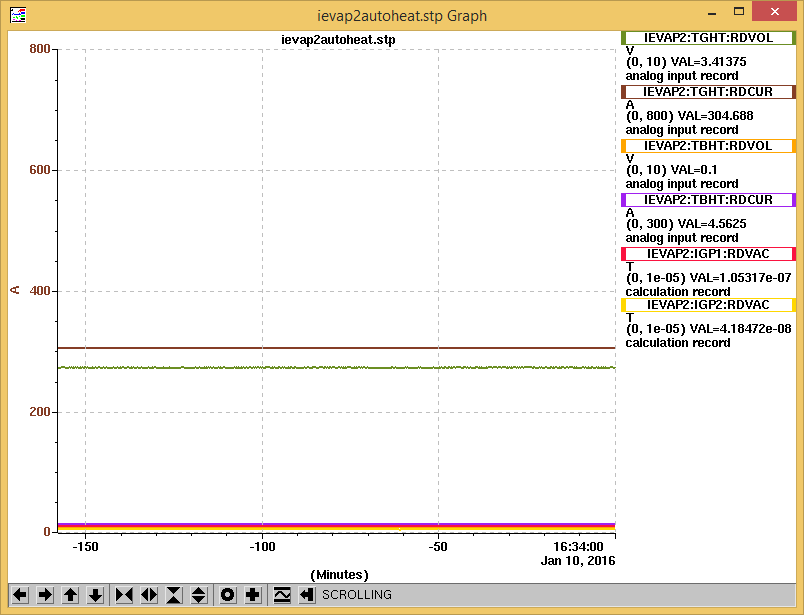 ievap2autoheat.stp Graph
ievap2autoheat.stp
800
600
400
200
0
A
-150
-100
-50
16:34:00
Jan 10, 2016
(Minutes)
IEVAP2:TGHT:RDVOL
V
(0, 10) VAL=3.41375
analog input record
IEVAP2:TGHT:RDCUR
A
(0, 800) VAL=304.688
analog input record
IEVAP2:TBHT:RDVOL
V
(0, 10) VAL=0.1
analog input record
IEVAP2:TBHT:RDCUR
A
(0, 300) VAL=4.5625
analog input record
IEVAP2:IGP1:RDVAC
T
(0, 1e-05) VAL=1.05317e-07
calculation record
IEVAP2:IGP2:RDVAC
T
(0, 1e-05) VAL=4.18472e-08
calculation record
SCROLLING